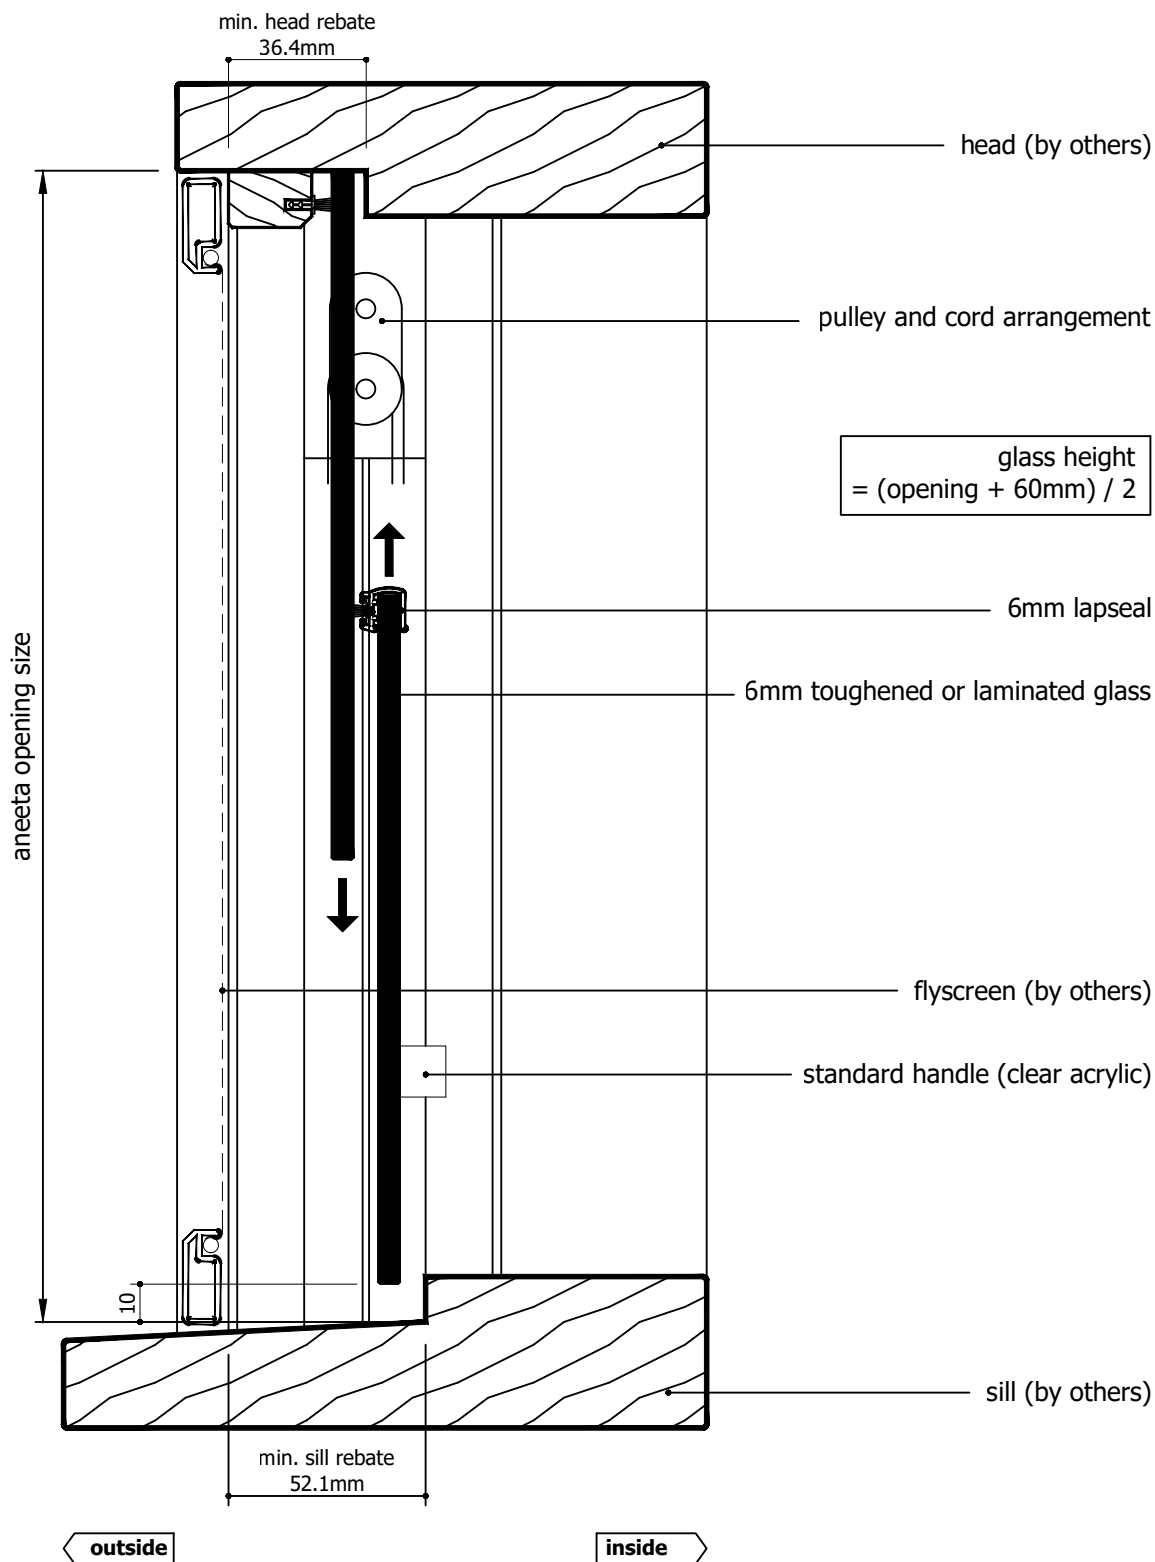 min. head rebate
36.4mm
head (by others)
pulley and cord arrangement
glass height
= (opening + 60mm) / 2
6mm lapseal
6mm toughened or laminated glass
aneeta opening size
flyscreen (by others)
standard handle (clear acrylic)
10
sill (by others)
min. sill rebate
52.1mm
outside
inside